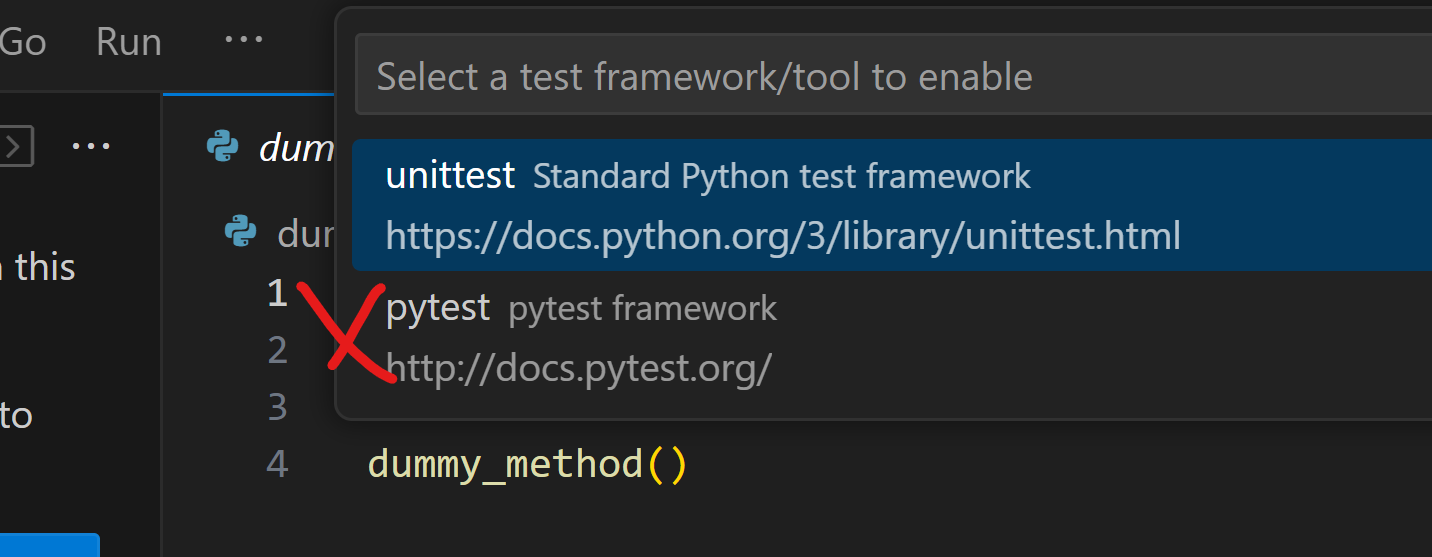 Go Run ...
Select a test framework/tool to enable
dum
unittest Standard Python test framework
https://docs.python.org/3/library/unittest.html
dur
this
1
pytest pytest framework
2
http://docs.pytest.org/
3
to
4 dummy_method()